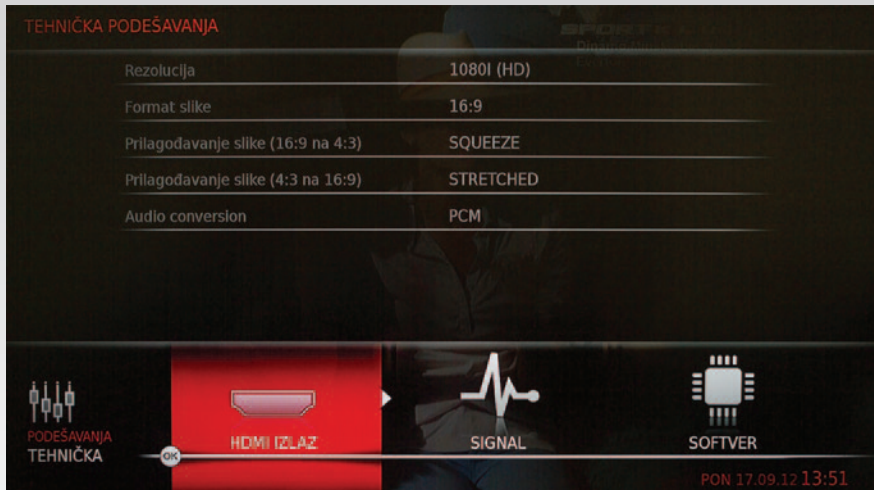 TEHNIČKA PODEŠAVANJA
Rezolucija 1080I (HD)
Format slike 16:9
Prilagođavanje slike (16:9 na 4:3) SQUEEZE
Prilagođavanje slike (4:3 na 16:9) STRETCHED
Audio conversion PCM
PODEŠAVANJA
TEHNIČKA
OK
HDMI IZLAZ
SIGNAL
SOFTVER
PON 17.09.12 13:51